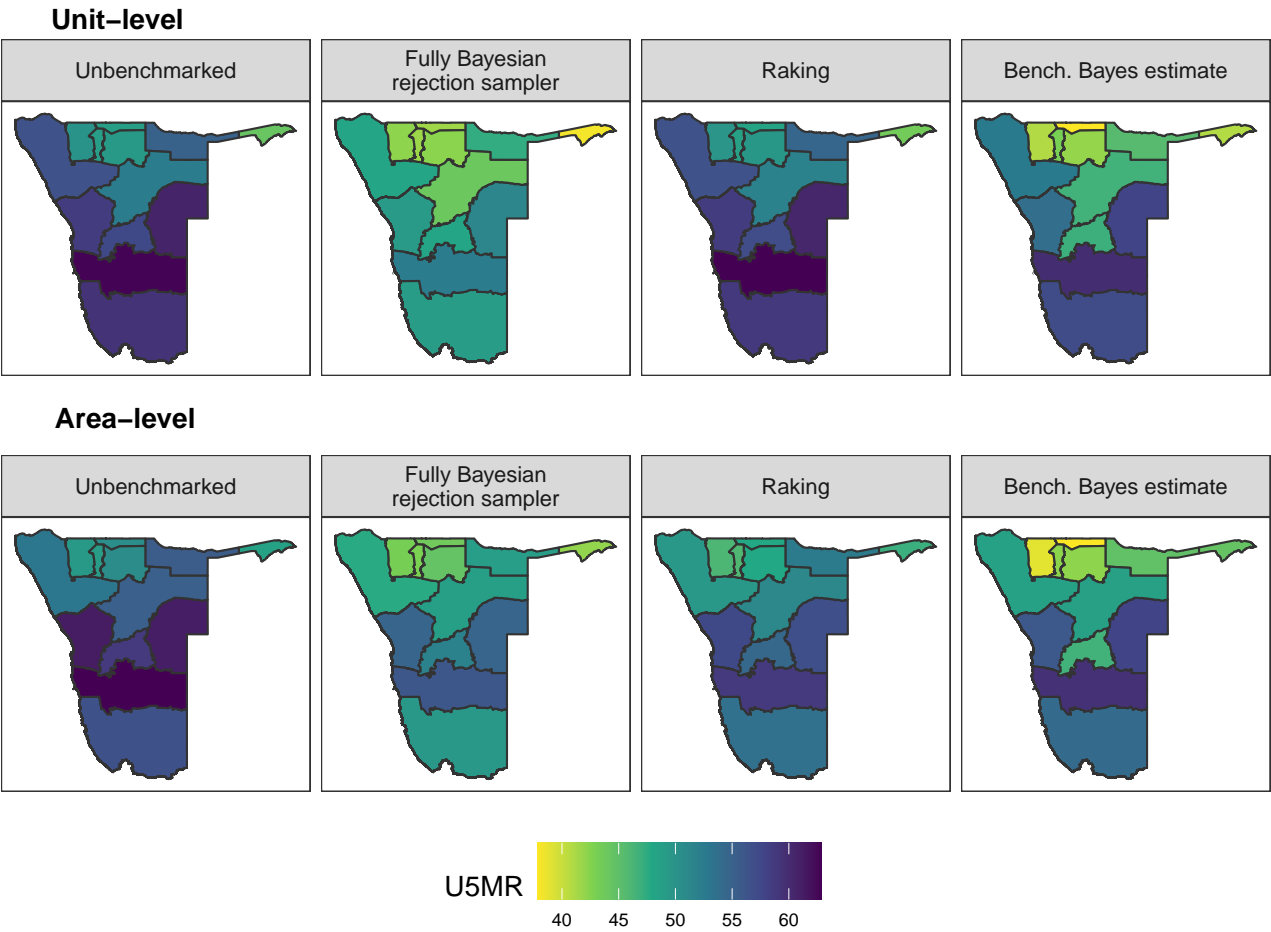 Unit−level
Unbenchmarked
Fully Bayesian
rejection sampler
Raking
Bench. Bayes estimate
Area−level
Unbenchmarked
Fully Bayesian
rejection sampler
Raking
Bench. Bayes estimate
U5MR
40 45 50 55 60